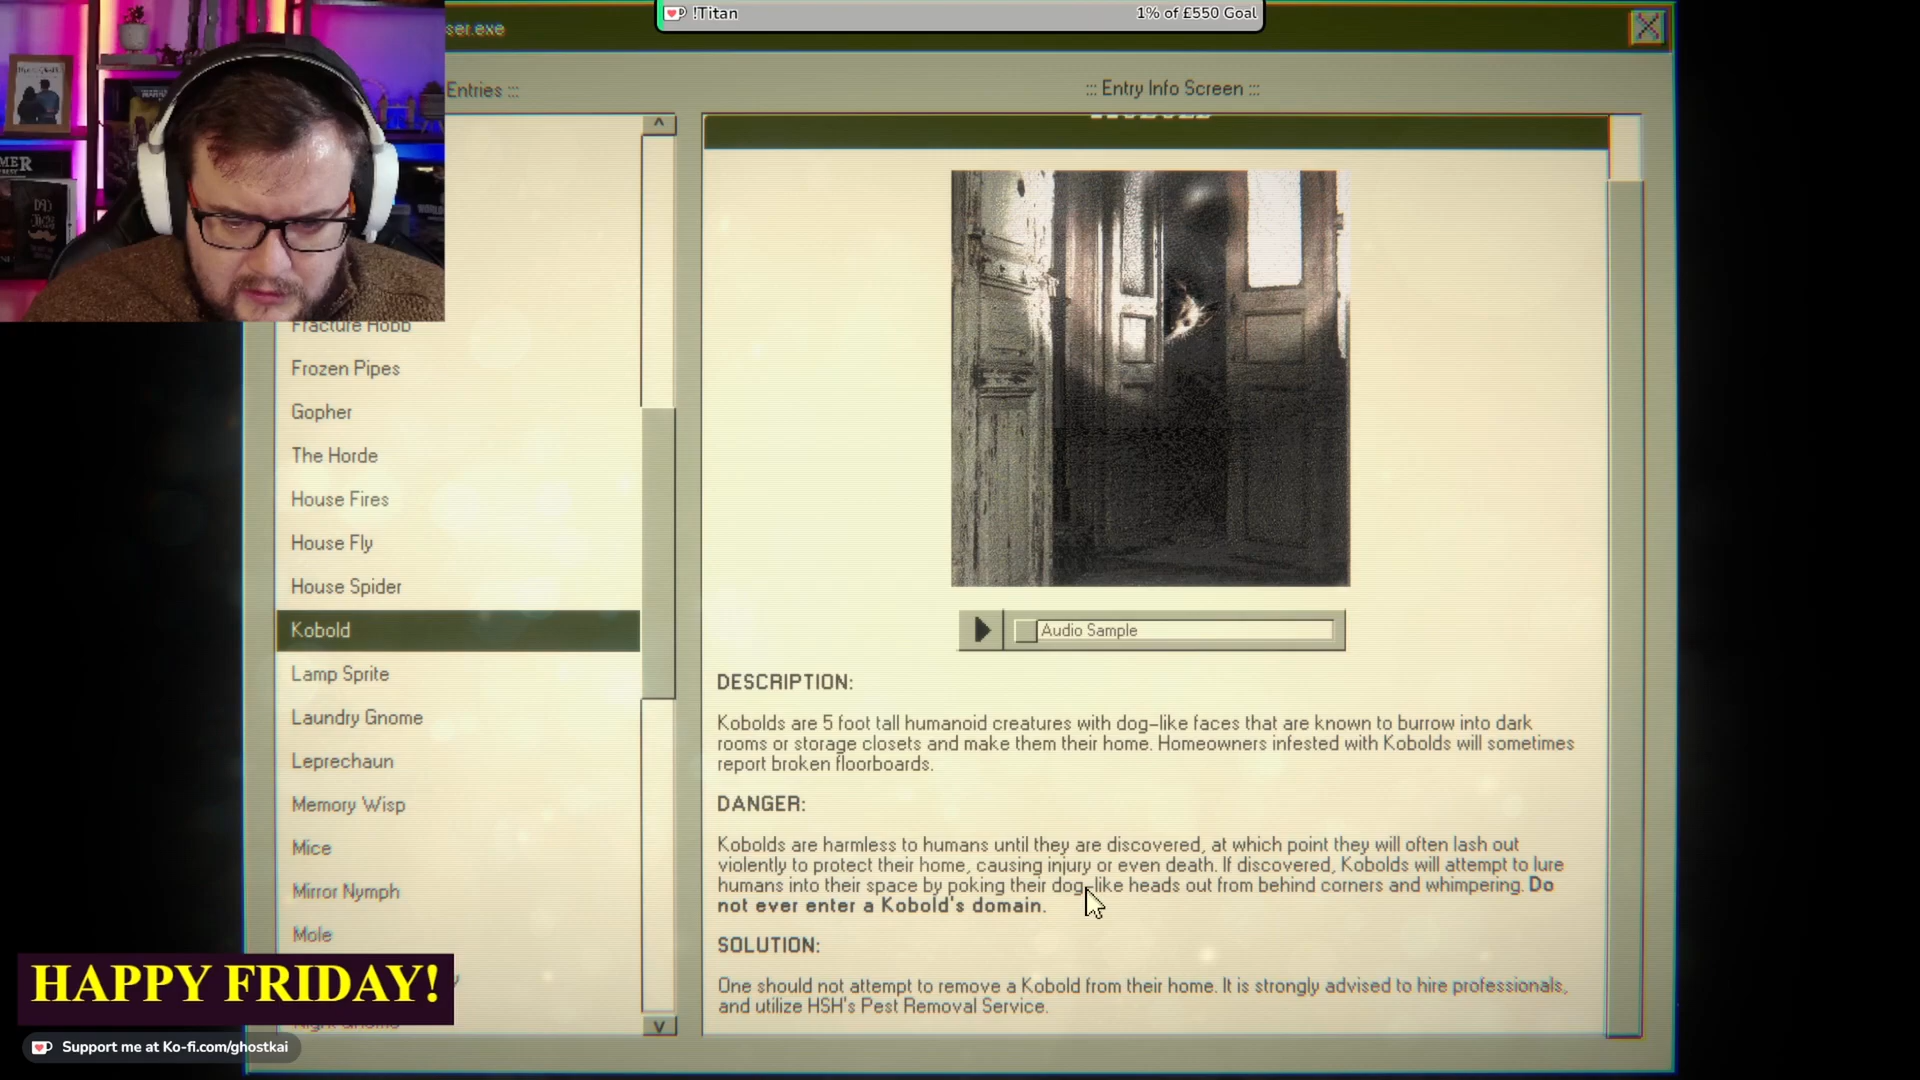 !Titan
1% of £550 Goal
ser.exe
Entries :::
::: Entry Info Screen :::
Fracture Hobb
Frozen Pipes
Gopher
The Horde
House Fires
House Fly
House Spider
Kobold
Lamp Sprite
Laundry Gnome
Leprechaun
Memory Wisp
Mice
Mirror Nymph
Mole
Night Gnome
Audio Sample
DESCRIPTION:
Kobolds are 5 foot tall humanoid creatures with dog-like faces that are known to burrow into dark
rooms or storage closets and make them their home. Homeowners infested with Kobolds will sometimes
report broken floorboards.
DANGER:
Kobolds are harmless to humans until they are discovered, at which point they will often lash out
violently to protect their home, causing injury or even death. If discovered, Kobolds will attempt to lure
humans into their space by poking their dog-like heads out from behind corners and whimpering. Do
not ever enter a Kobold's domain.
SOLUTION:
One should not attempt to remove a Kobold from their home. It is strongly advised to hire professionals,
and utilize HSH's Pest Removal Service.
HAPPY FRIDAY!
Support me at Ko-fi.com/ghostkai